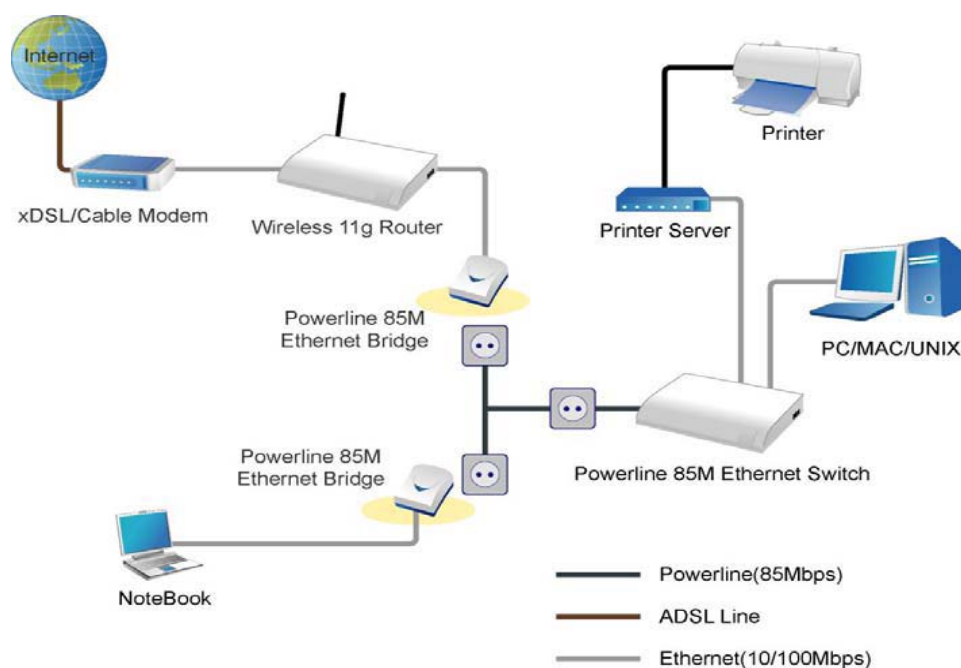 Internet
xDSL/Cable Modem
Wireless 11g Router
Powerline 85M
Ethernet Bridge
Printer
Printer Server
PC/MAC/UNIX
Powerline 85M Ethernet Switch
Powerline 85M
Ethernet Bridge
NoteBook
Powerline(85Mbps)
ADSL Line
Ethernet(10/100Mbps)